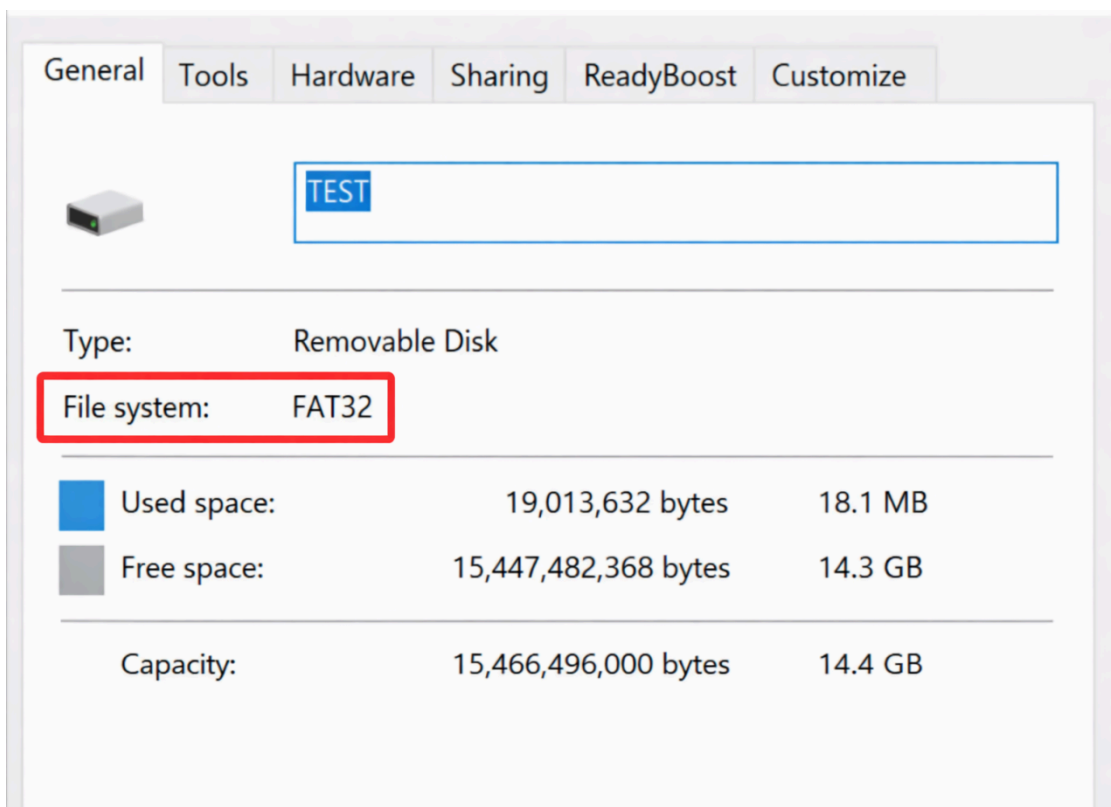 General Tools Hardware Sharing ReadyBoost Customize
TEST
Type: Removable Disk
File system: FAT32
Used space: 19,013,632 bytes 18.1 MB
Free space: 15,447,482,368 bytes 14.3 GB
Capacity: 15,466,496,000 bytes 14.4 GB